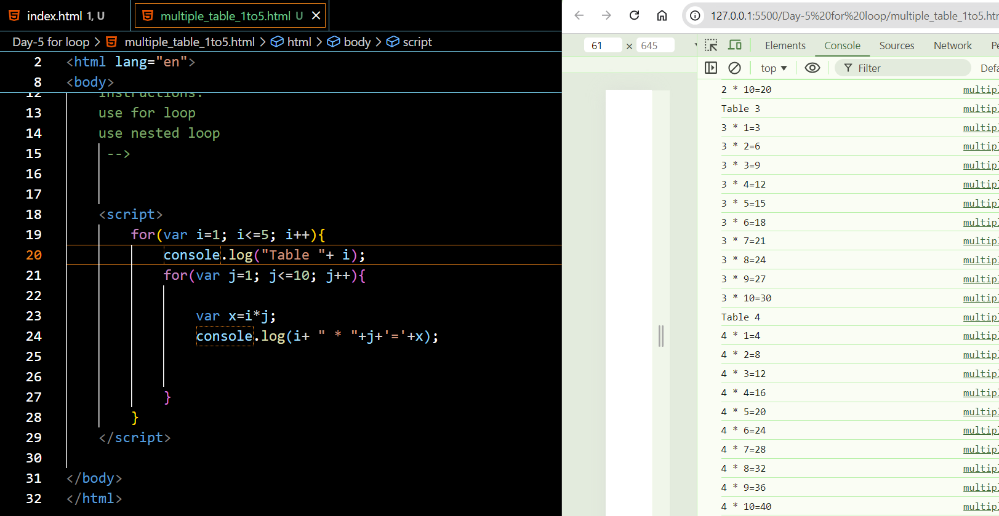 index.html 1, U
multiple_table_1to5.html U
Day-5 for loop > multiple_table_1to5.html > html > body > script
2 <html lang="en">
8 <body>
12 instructions:
13 use for loop
14 use nested loop
15 -->
16
17
18 <script>
19 for(var i=1; i<=5; i++){
20 console.log("Table "+ i);
21 for(var j=1; j<=10; j++){
22
23 var x=i*j;
24 console.log(i+ " * "+j+'='+x);
25
26
27 }
28 }
29 </script>
30
31 </body>
32 </html>
127.0.0.1:5500/Day-5%20for%20loop/multiple_table_1to5.htm
61 × 645
Elements Console Sources Network Pe
top Filter Defa
2 * 10=20 multipl
Table 3 multipl
3 * 1=3 multipl
3 * 2=6 multipl
3 * 3=9 multipl
3 * 4=12 multipl
3 * 5=15 multipl
3 * 6=18 multipl
3 * 7=21 multipl
3 * 8=24 multipl
3 * 9=27 multipl
3 * 10=30 multipl
Table 4 multipl
4 * 1=4 multipl
4 * 2=8 multipl
4 * 3=12 multipl
4 * 4=16 multipl
4 * 5=20 multipl
4 * 6=24 multipl
4 * 7=28 multipl
4 * 8=32 multipl
4 * 9=36 multipl
4 * 10=40 multipl